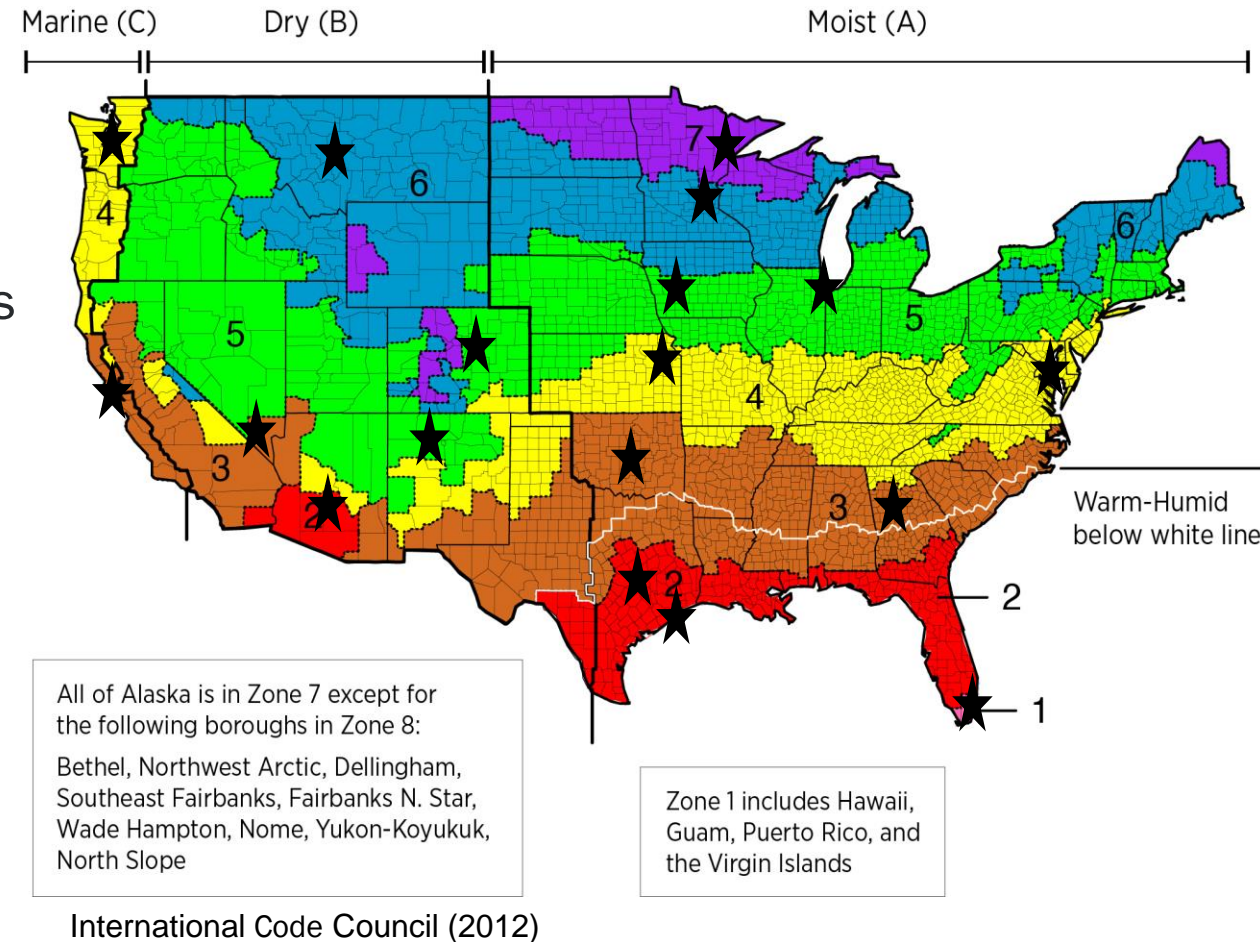 Marine (C)
Dry (B)
Moist (A)
7
6
4
6
s
5
5
4
3
3
Warm-Humid
below white line
2
2
2
1
All of Alaska is in Zone 7 except for
the following boroughs in Zone 8:
Bethel, Northwest Arctic, Dellingham,
Southeast Fairbanks, Fairbanks N. Star,
Wade Hampton, Nome, Yukon-Koyukuk,
North Slope
Zone 1 includes Hawaii,
Guam, Puerto Rico, and
the Virgin Islands
International Code Council (2012)